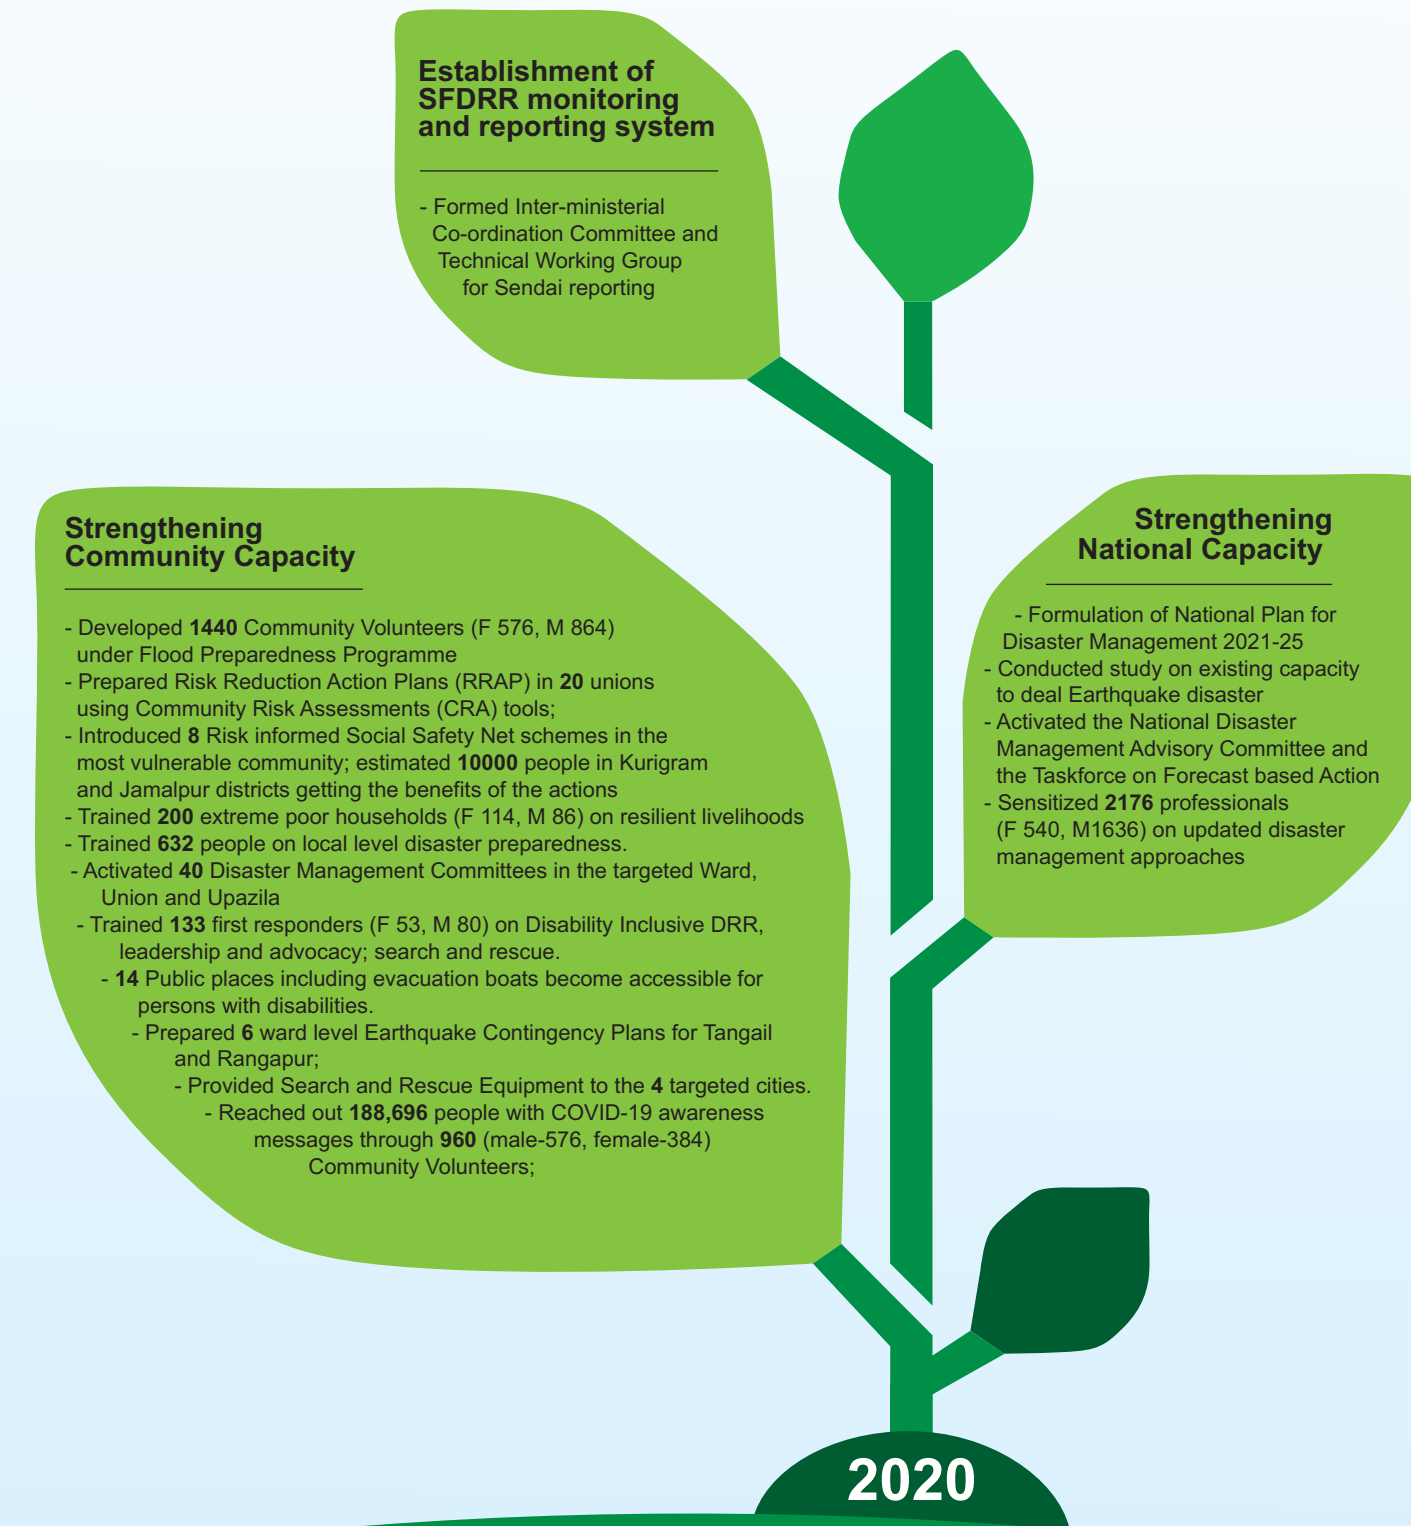 Establishment of
SFDRR monitoring
and reporting system
- Formed Inter-ministerial
Co-ordination Committee and
Technical Working Group
for Sendai reporting
Strengthening
Community Capacity
- Developed 1440 Community Volunteers (F 576, M 864)
under Flood Preparedness Programme
- Prepared Risk Reduction Action Plans (RRAP) in 20 unions
using Community Risk Assessments (CRA) tools;
- Introduced 8 Risk informed Social Safety Net schemes in the
most vulnerable community; estimated 10000 people in Kurigram
and Jamalpur districts getting the benefits of the actions
- Trained 200 extreme poor households (F 114, M 86) on resilient livelihoods
- Trained 632 people on local level disaster preparedness.
- Activated 40 Disaster Management Committees in the targeted Ward,
Union and Upazila
- Trained 133 first responders (F 53, M 80) on Disability Inclusive DRR,
leadership and advocacy; search and rescue.
- 14 Public places including evacuation boats become accessible for
persons with disabilities.
- Prepared 6 ward level Earthquake Contingency Plans for Tangail
and Rangapur;
- Provided Search and Rescue Equipment to the 4 targeted cities.
- Reached out 188,696 people with COVID-19 awareness
messages through 960 (male-576, female-384)
Community Volunteers;
Strengthening
National Capacity
- Formulation of National Plan for
Disaster Management 2021-25
- Conducted study on existing capacity
to deal Earthquake disaster
- Activated the National Disaster
Management Advisory Committee and
the Taskforce on Forecast based Action
- Sensitized 2176 professionals
(F 540, M1636) on updated disaster
management approaches
2020